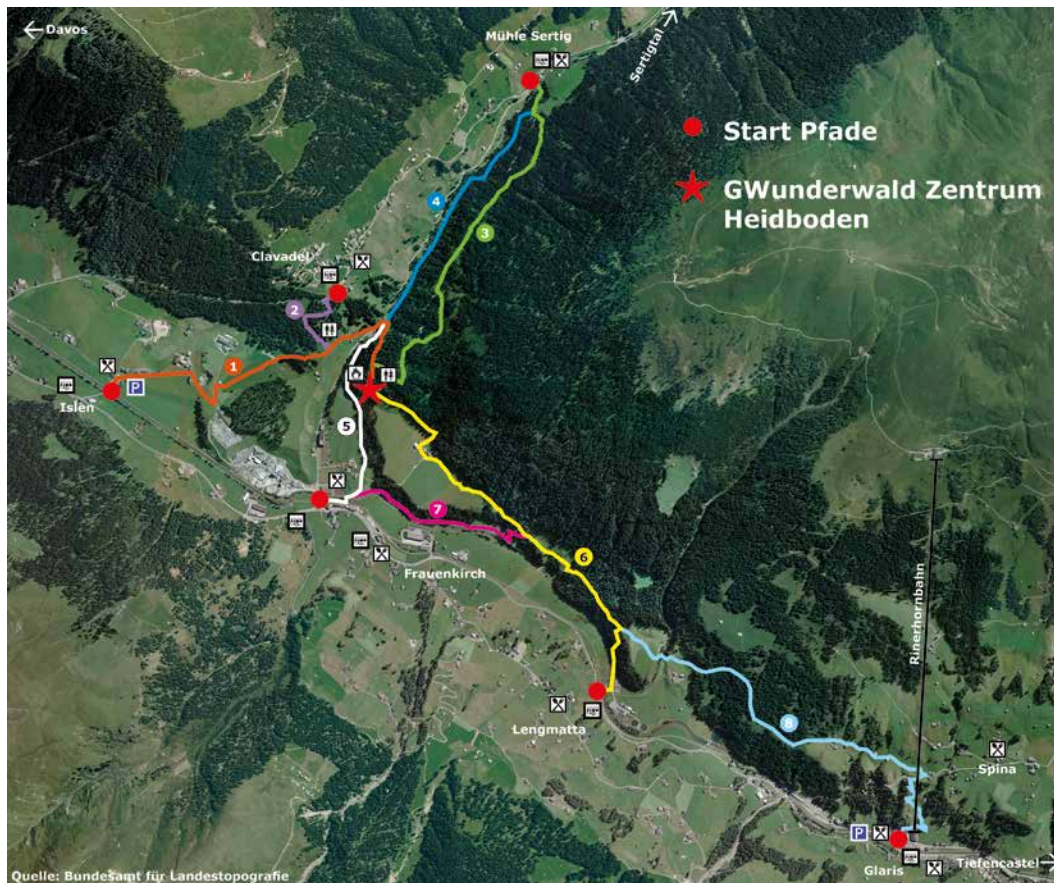 Davos
Mühle Sertig
Sertigtal
Start Pfade
GWunderwald Zentrum
Heidboden
4
3
Clavadel
2
1
P
Islen
5
7
Frauenkirch
6
Rinerhornbahn
Lengmatta
8
Spina
P
Glaris
Tiefencastel
Quelle: Bundesamt für Landestopografie